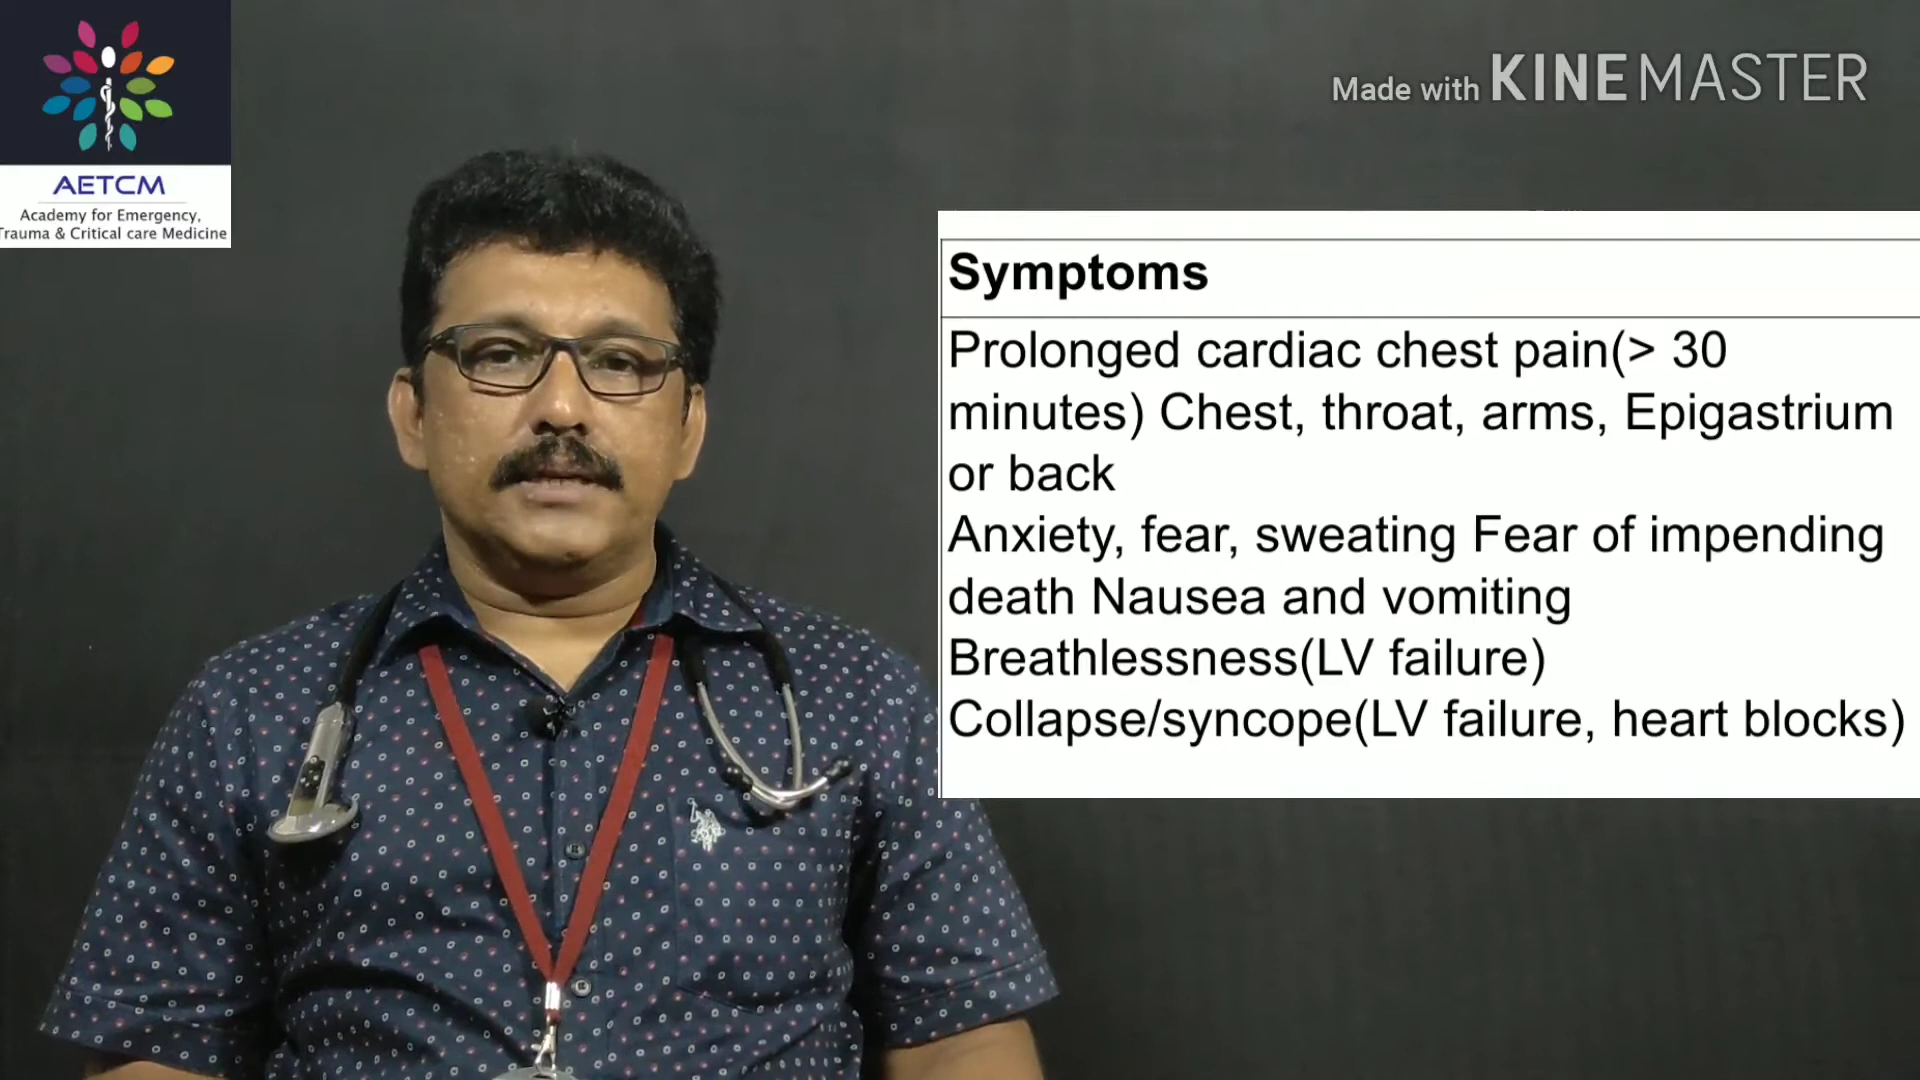 AETCM
Academy for Emergency,
Trauma & Critical care Medicine
Made with KINEMASTER
Symptoms
Prolonged cardiac chest pain(> 30
minutes) Chest, throat, arms, Epigastrium
or back
Anxiety, fear, sweating Fear of impending
death Nausea and vomiting
Breathlessness(LV failure)
Collapse/syncope(LV failure, heart blocks)